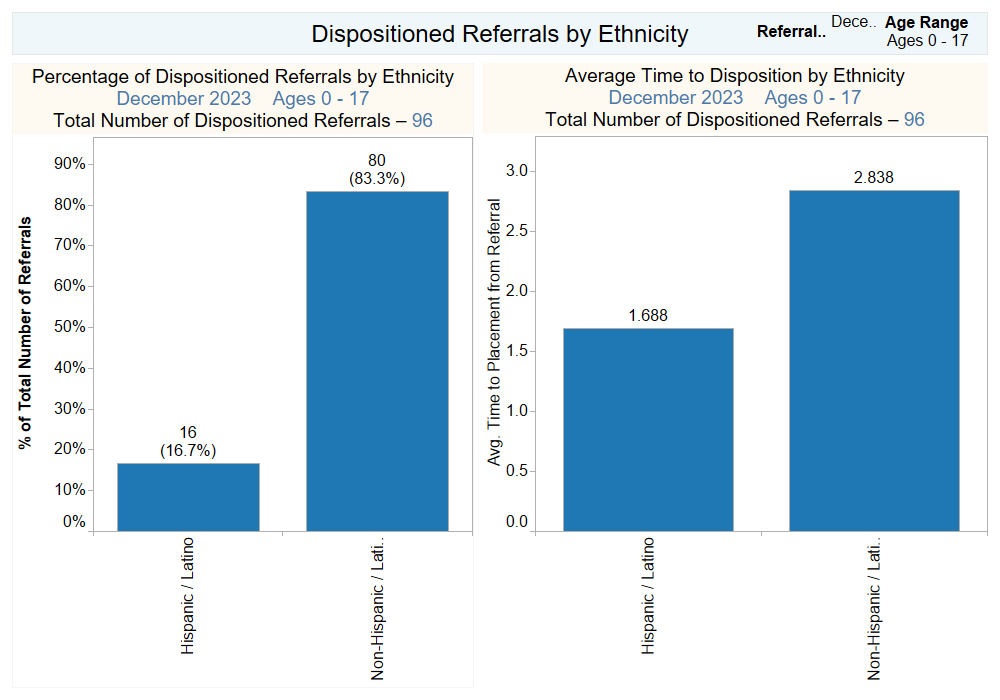 Dispositioned Referrals by Ethnicity
Referral..
Dece..
Age Range
Ages 0 - 17
Percentage of Dispositioned Referrals by Ethnicity
December 2023 Ages 0 - 17
Total Number of Dispositioned Referrals – 96
% of Total Number of Referrals
90%
80%
70%
60%
50%
40%
30%
20%
10%
0%
16
(16.7%)
80
(83.3%)
Hispanic / Latino
Non-Hispanic / Lati..
Average Time to Disposition by Ethnicity
December 2023 Ages 0 - 17
Total Number of Dispositioned Referrals – 96
Avg. Time to Placement from Referral
3.0
2.5
2.0
1.5
1.0
0.5
0.0
1.688
2.838
Hispanic / Latino
Non-Hispanic / Lati..